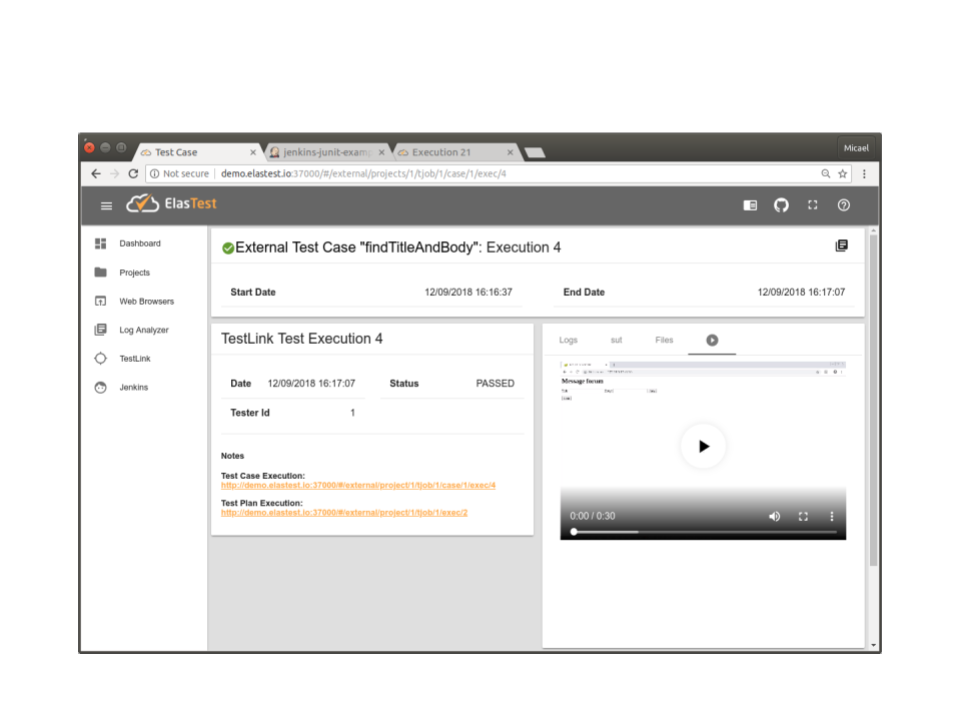 Test Case
jenkins-junit-exam
Execution 21
Micael
Not secure
demo.elastest.io:37000/#/external/projects/1/tjob/1/case/1/exec/4
ElasTest
Dashboard
Projects
Web Browsers
Log Analyzer
TestLink
Jenkins
External Test Case "findTitleAndBody": Execution 4
Start Date 12/09/2018 16:16:37 End Date 12/09/2018 16:17:07
TestLink Test Execution 4
Date 12/09/2018 16:17:07 Status PASSED
Tester Id 1
Notes
Test Case Execution:
http://demo.elastest.io:37000/#/external/project/1/tjob/1/case/1/exec/4
Test Plan Execution:
http://demo.elastest.io:37000/#/external/project/1/tjob/1/exec/2
Logs sut Files
Message forum
0:00 / 0:30